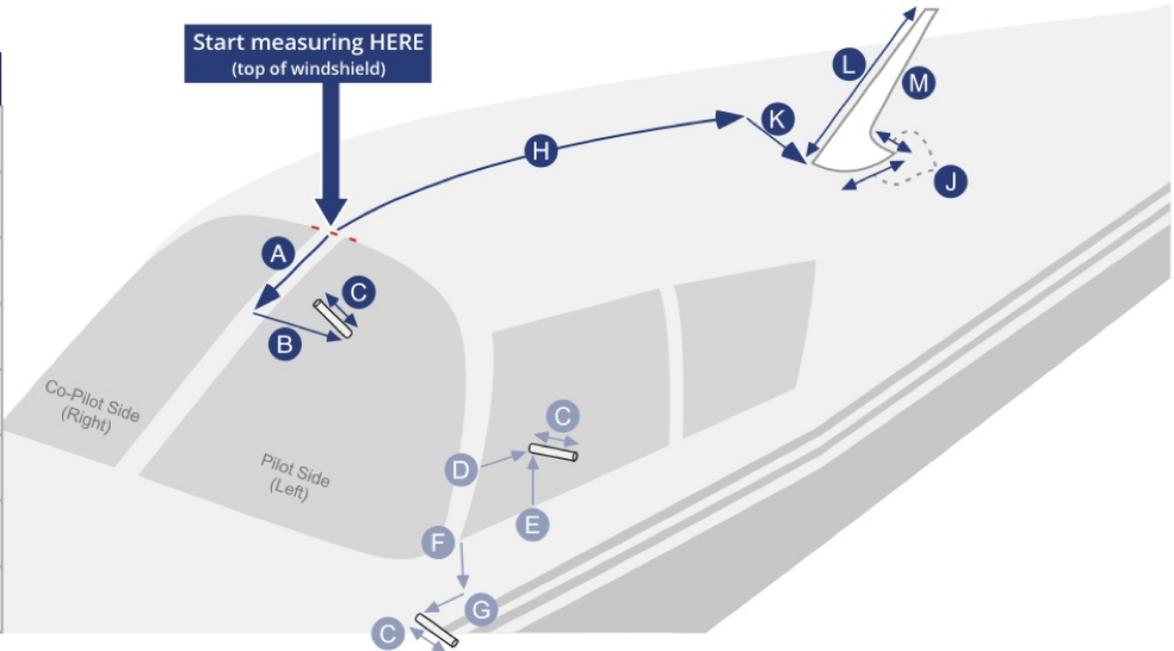 Start measuring HERE
(top of windshield)
L
M
K
H
J
A
C
B
Co-Pilot Side
(Right)
C
Pilot Side
(Left)
D
E
F
G
C